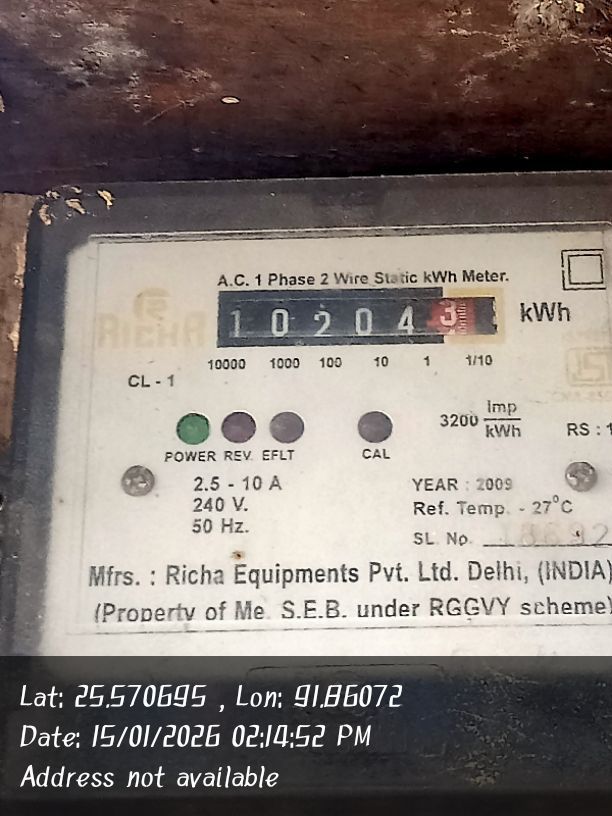 A.C. 1 Phase 2 Wire Static kWh Meter.
RICHA
1 0 2 0 4 3 kWh
10000 1000 100 10 1 1/10
CL - 1
3200 imp/kWh
RS : 1
POWER REV. EFLT CAL
2.5 - 10 A
240 V.
50 Hz.
YEAR : 2009
Ref. Temp. - 27°C
SL. No.
Mfrs. : Richa Equipments Pvt. Ltd. Delhi, (INDIA)
(Property of Me. S.E.B. under RGGVY scheme)
Lat: 25.570695 , Lon: 91.86072
Date: 15/01/2026 02:14:52 PM
Address not available